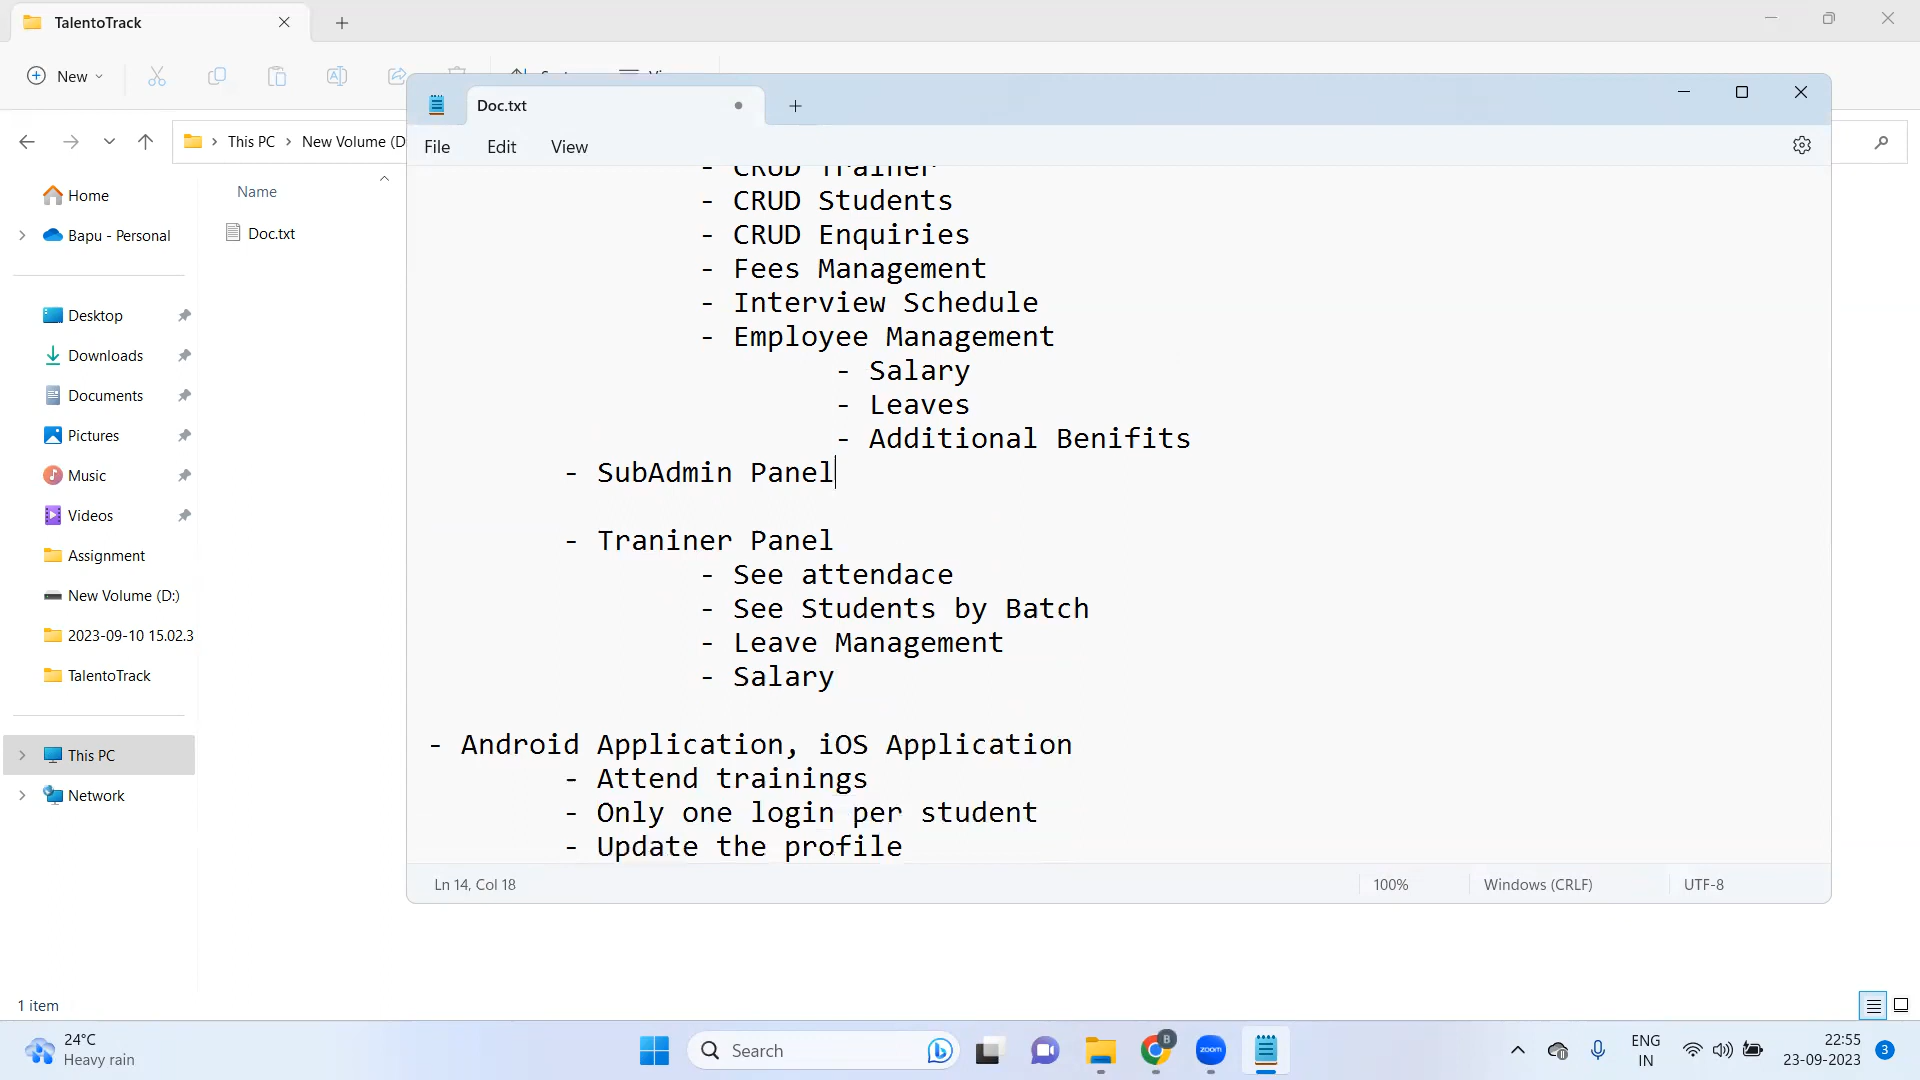 TalentoTrack
New
Doc.txt
File
Edit
View
This PC
New Volume (D
Home
Bapu - Personal
Desktop
Downloads
Documents
Pictures
Music
Videos
Assignment
New Volume (D:)
2023-09-10 15.02.3
TalentoTrack
This PC
Network
Name
Doc.txt
- CRUD Trainer
- CRUD Students
- CRUD Enquiries
- Fees Management
- Interview Schedule
- Employee Management
- Salary
- Leaves
- Additional Benifits
- SubAdmin Panel
- Traniner Panel
- See attendace
- See Students by Batch
- Leave Management
- Salary
- Android Application, iOS Application
- Attend trainings
- Only one login per student
- Update the profile
Ln 14, Col 18
100%
Windows (CRLF)
UTF-8
1 item
24°C
Heavy rain
Search
B
zoom
ENG
IN
22:55
23-09-2023
3